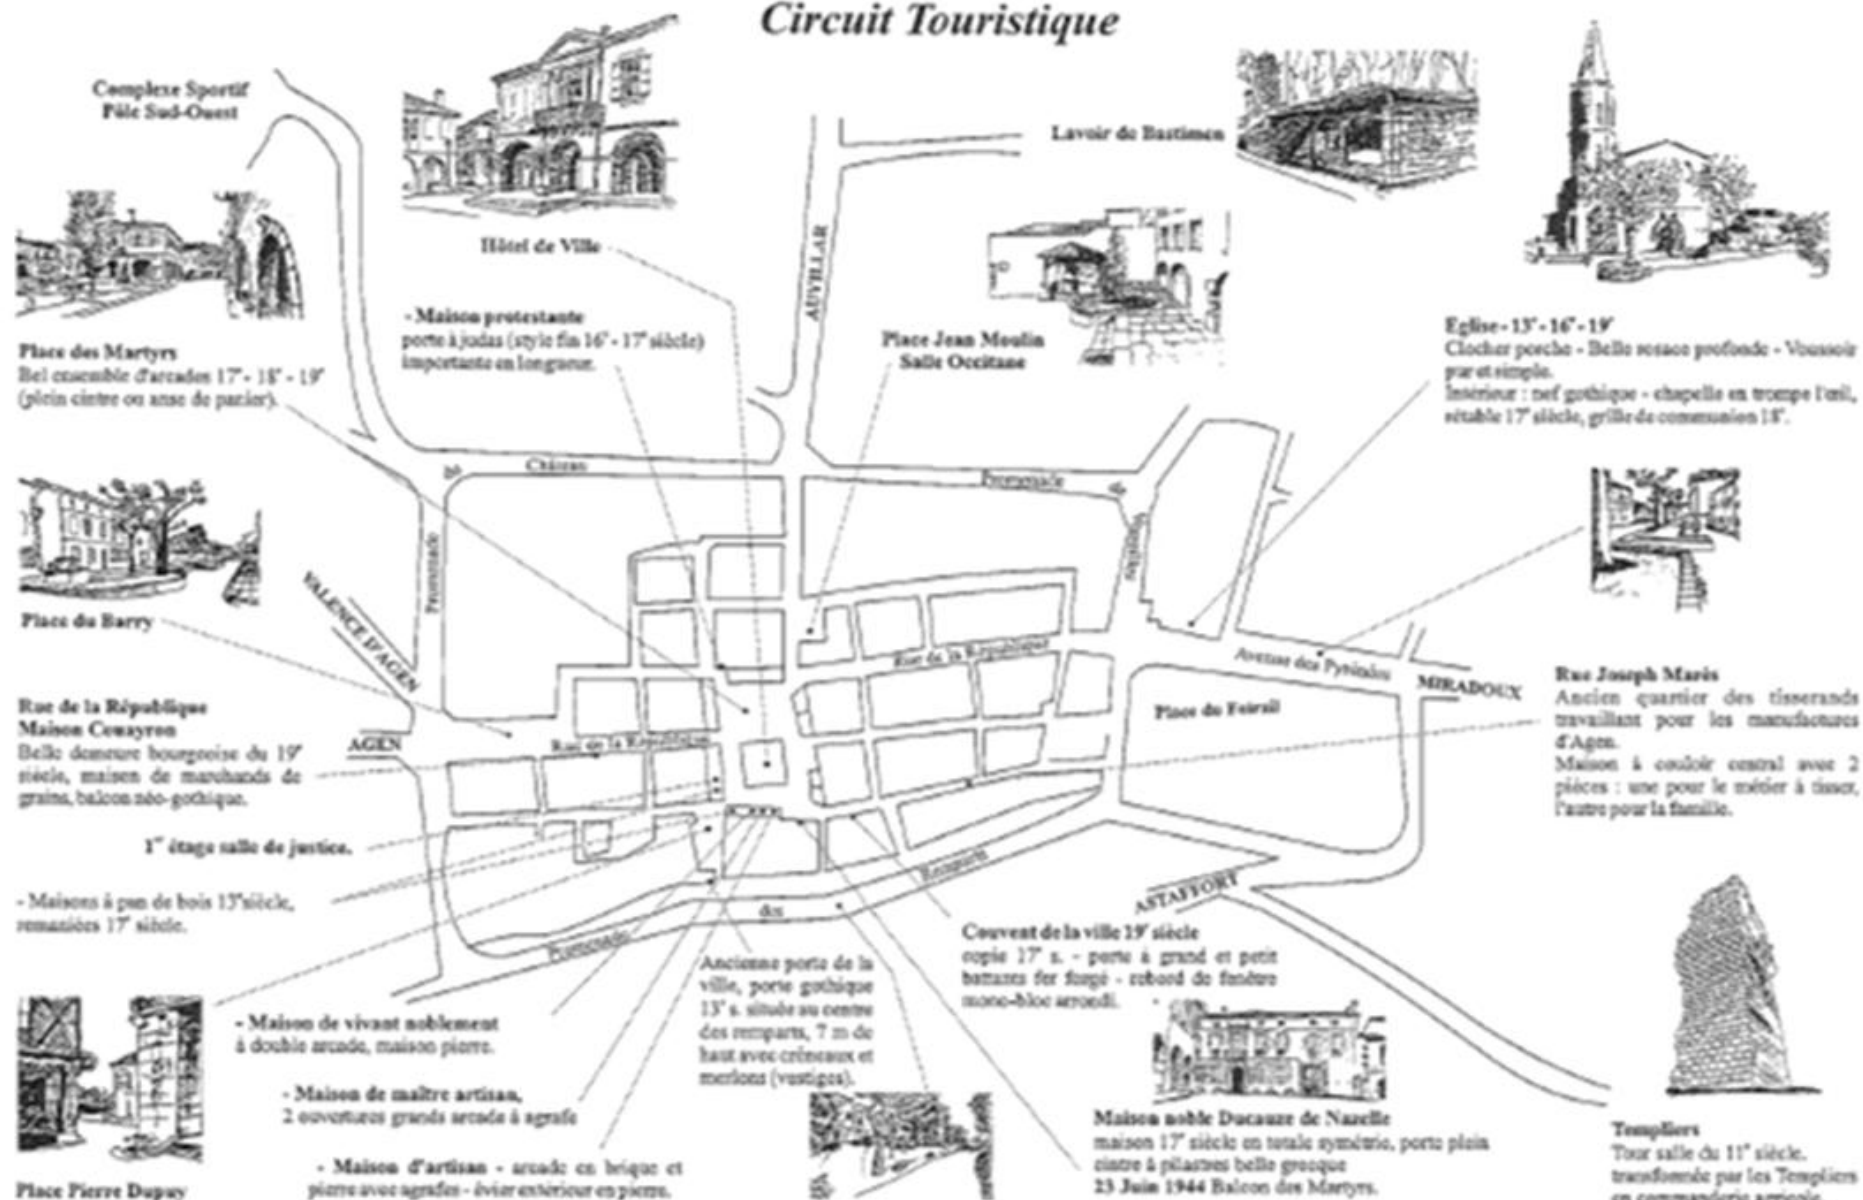 Circuit Touristique
Complexe Sportif
Pôle Sud-Ouest
Hôtel de Ville
Lavoir de Bastimen
AUVILLAR
- Maison protestante
porte à judas (style fin 16e - 17e siècle)
importante en longueur.
Place Jean Moulin
Salle Occitane
Eglise - 13e - 16e - 19e
Clocher porche - Belle rosace profonde - Voussoir
pur et simple.
Intérieur : nef gothique - chapelle en trompe l'œil,
rétable 17e siècle, grille de communion 18e.
Place des Martyrs
Bel ensemble d'arcades 17e - 18e - 19e
(plein cintre ou anse de panier).
du
Château
Promenade
de
Promenade
Place du Barry
VALENCE D'AGEN
Rue de la République
Avenue des Pyrénées
MIRADOUX
Place du Foirail
Rue de la République
Maison Couayron
Belle demeure bourgeoise du 19e
siècle, maison de marchands de
grains, balcon néo-gothique.
AGEN
Rue de la République
Rue Joseph Marès
Ancien quartier des tisserands
travaillant pour les manufactures
d'Agen.
Maison à couloir central avec 2
pièces : une pour le métier à tisser,
l'autre pour la famille.
1er étage salle de justice.
- Maisons à pan de bois 13e siècle,
remaniées 17e siècle.
Promenade
des
Remparts
ASTAFFORT
Couvent de la ville 19e siècle
copie 17e s. - porte à grand et petit
battants fer forgé - rebord de fenêtre
mono-bloc arrondi.
Ancienne porte de la
ville, porte gothique
13e s. située au centre
des remparts, 7 m de
haut avec créneaux et
merlons (vestiges).
- Maison de vivant noblement
à double arcade, maison pierre.
- Maison de maître artisan,
2 ouvertures grands arcade à agrafe
- Maison d'artisan - arcade en brique et
pierre avec agrafes - évier extérieur en pierre.
Place Pierre Dupuy
Maison noble Ducauze de Nazelle
maison 17e siècle en totale symétrie, porte plein
cintre à pilastres belle grecque
23 Juin 1944 Balcon des Martyrs.
Templiers
Tour salle du 11e siècle,
transformée par les Templiers
en commanderie